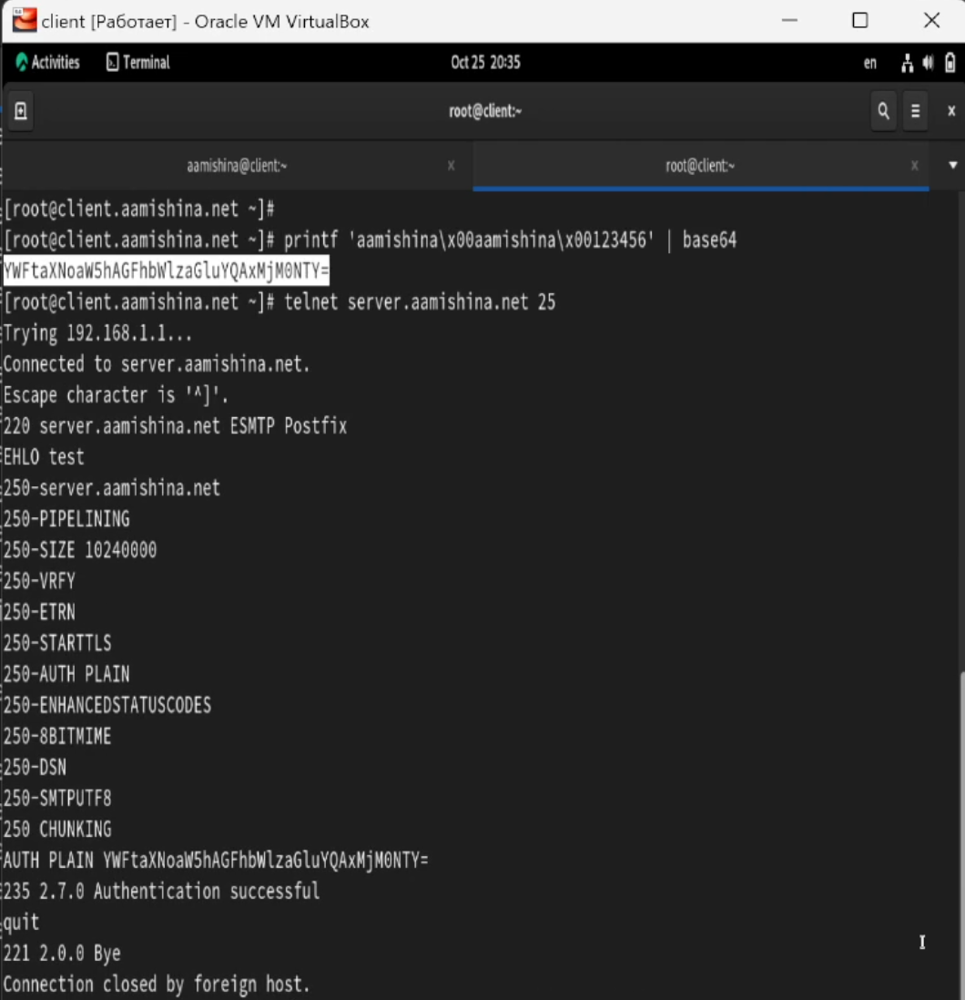 client [Работает] - Oracle VM VirtualBox
Activities Terminal Oct 25 20:35 en
root@client:~
aamishina@client:~ x root@client:~ x
[root@client.aamishina.net ~]#
[root@client.aamishina.net ~]# printf 'aamishina\x00aamishina\x00123456' | base64
YWFtaXNoaW5hAGFhbWlzaGluYQAxMjM0NTY=
[root@client.aamishina.net ~]# telnet server.aamishina.net 25
Trying 192.168.1.1...
Connected to server.aamishina.net.
Escape character is '^]'.
220 server.aamishina.net ESMTP Postfix
EHLO test
250-server.aamishina.net
250-PIPELINING
250-SIZE 10240000
250-VRFY
250-ETRN
250-STARTTLS
250-AUTH PLAIN
250-ENHANCEDSTATUSCODES
250-8BITMIME
250-DSN
250-SMTPUTF8
250 CHUNKING
AUTH PLAIN YWFtaXNoaW5hAGFhbWlzaGluYQAxMjM0NTY=
235 2.7.0 Authentication successful
quit
221 2.0.0 Bye
Connection closed by foreign host.